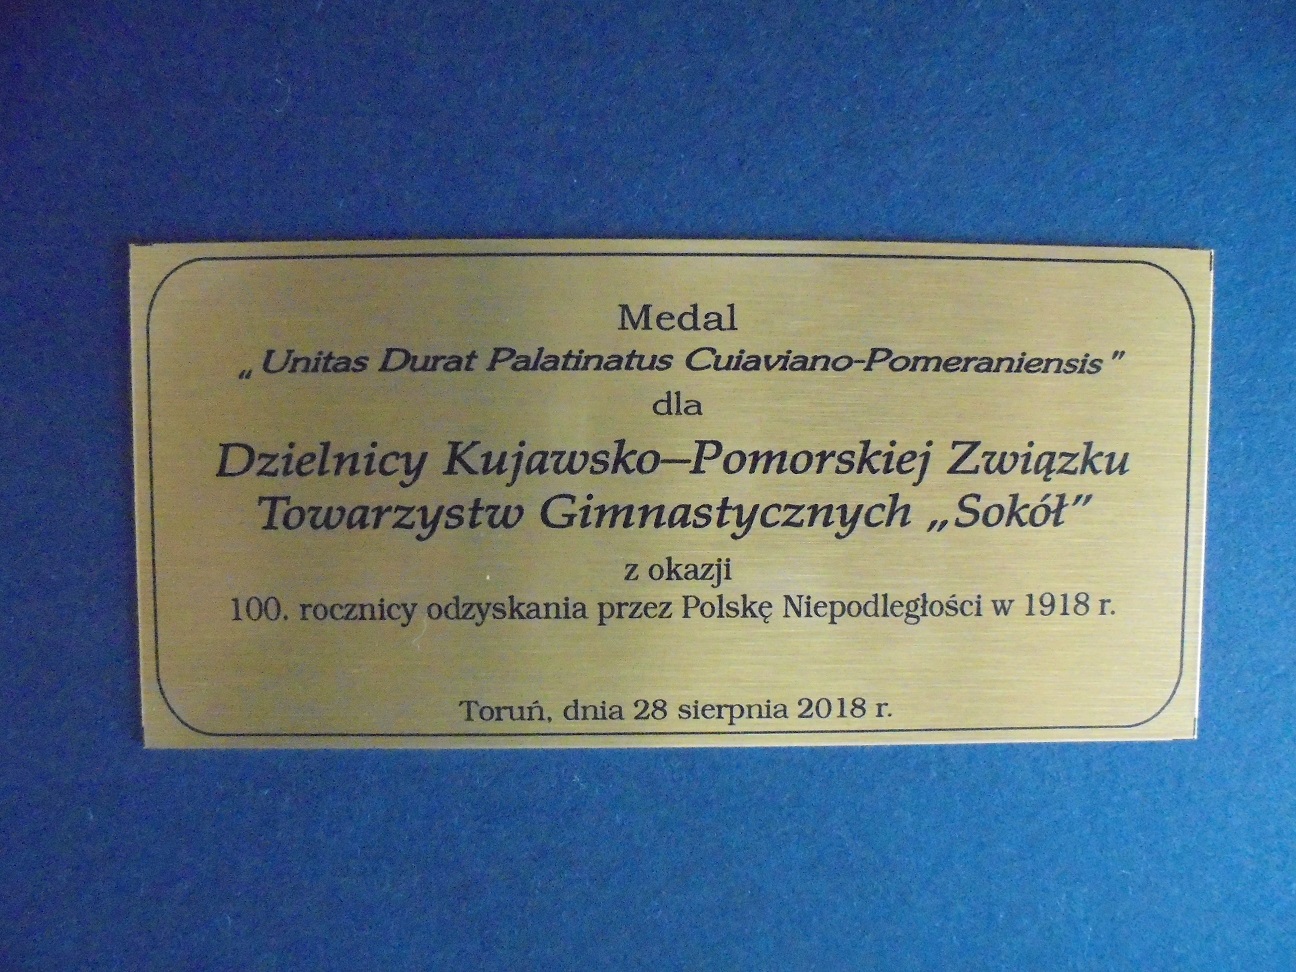 Medal
„Unitas Durat Palatinatus Cuiaviano-Pomeraniensis”
dla
Dzielnicy Kujawsko–Pomorskiej Związku
Towarzystw Gimnastycznych „Sokół”
z okazji
100. rocznicy odzyskania przez Polskę Niepodległości w 1918 r.
Toruń, dnia 28 sierpnia 2018 r.